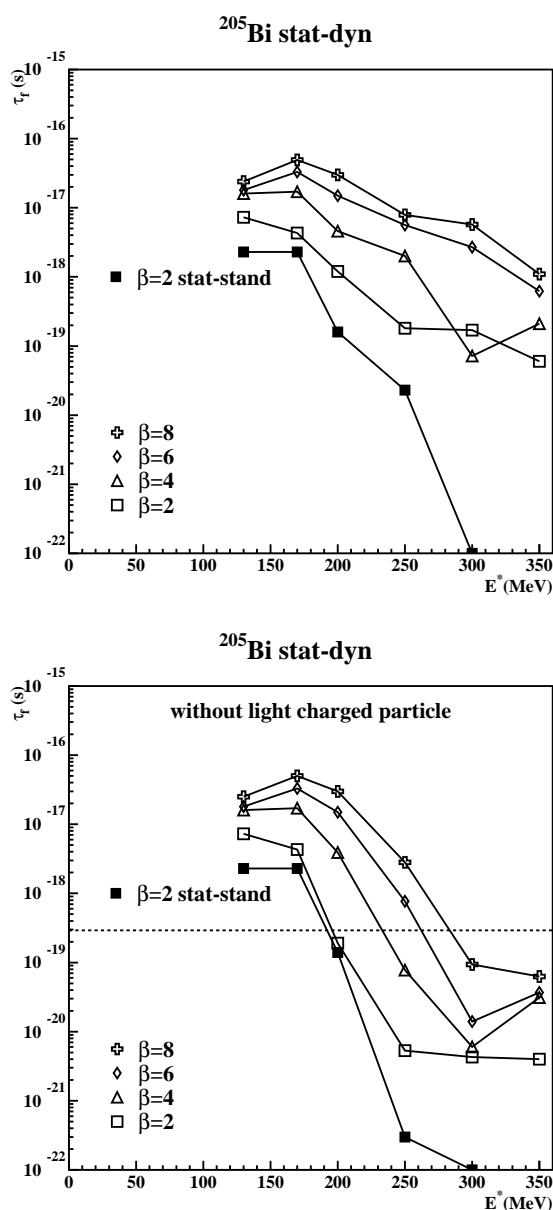 ²⁰⁵Bi stat-dyn
τf (s)
10 -15
10 -16
10 -17
10 -18
10 -19
10 -20
10 -21
10 -22
β=2 stat-stand
β=8
β=6
β=4
β=2
0 50 100 150 200 250 300 350
E*(MeV)
²⁰⁵Bi stat-dyn
τf (s)
without light charged particle
10 -15
10 -16
10 -17
10 -18
10 -19
10 -20
10 -21
10 -22
β=2 stat-stand
β=8
β=6
β=4
β=2
0 50 100 150 200 250 300 350
E*(MeV)